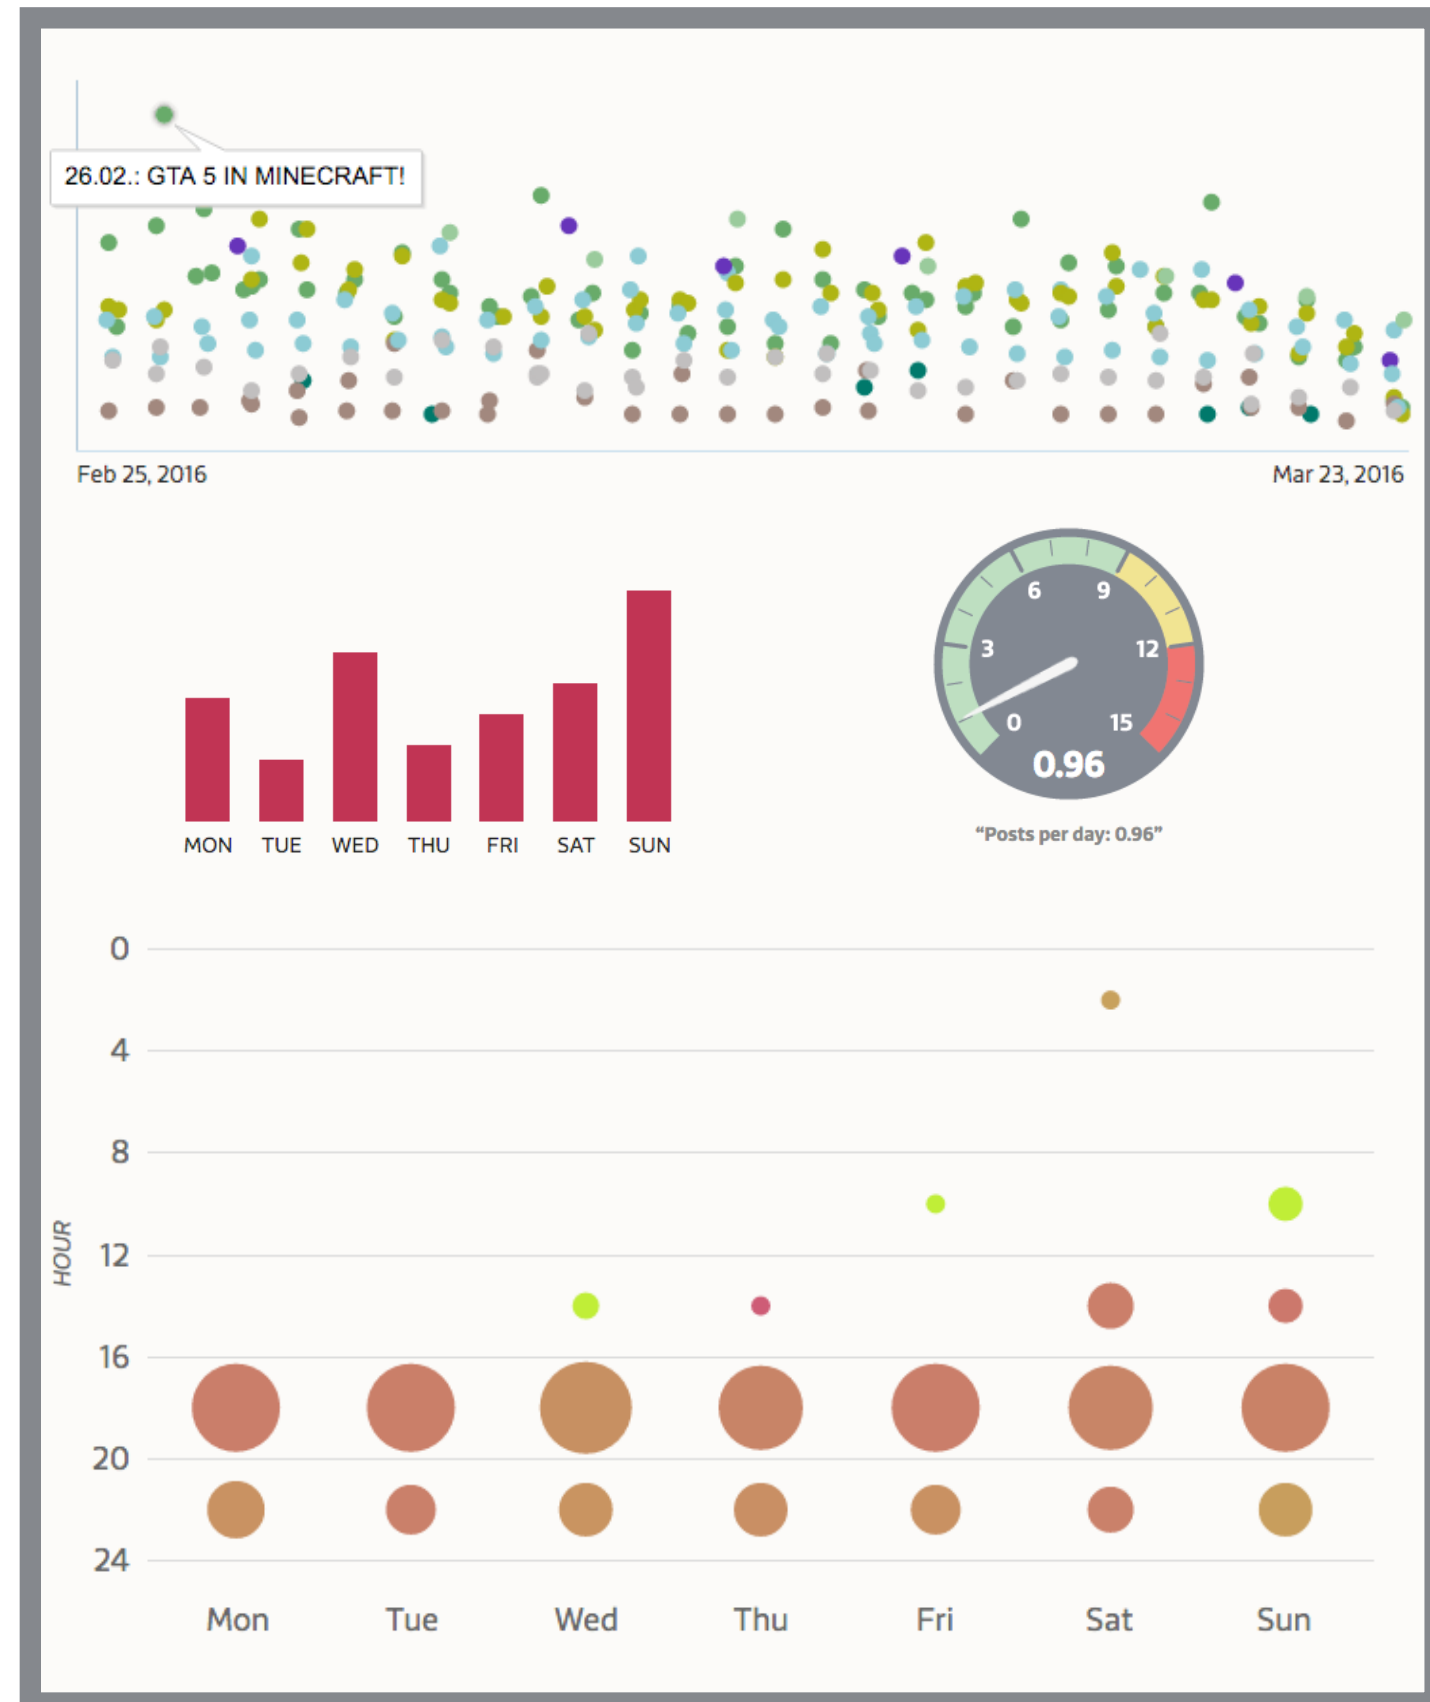 26.02.: GTA 5 IN MINECRAFT!
Feb 25, 2016 Mar 23, 2016
6 9
3 12
0 15
0.96
“Posts per day: 0.96”
MON TUE WED THU FRI SAT SUN
HOUR
0
4
8
12
16
20
24
Mon Tue Wed Thu Fri Sat Sun